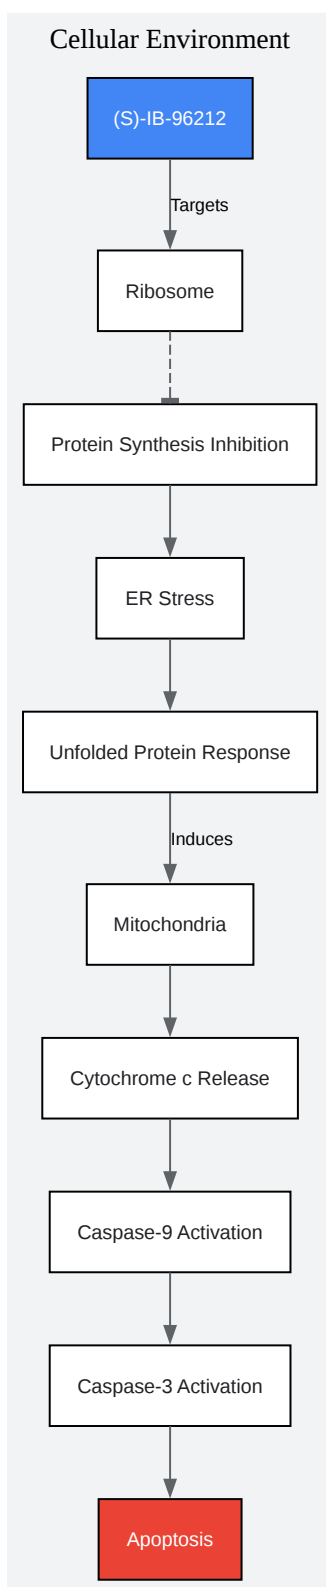 Cellular Environment
(S)-IB-96212
Targets
Ribosome
Protein Synthesis Inhibition
ER Stress
Unfolded Protein Response
Induces
Mitochondria
Cytochrome c Release
Caspase-9 Activation
Caspase-3 Activation
Apoptosis